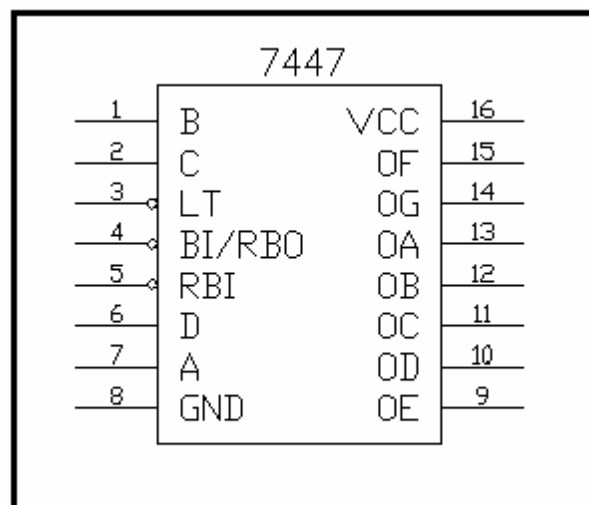 7447
1 B VCC 16
2 C OF 15
3 LT OG 14
4 BI/RBO OA 13
5 RBI OB 12
6 D OC 11
7 A OD 10
8 GND OE 9